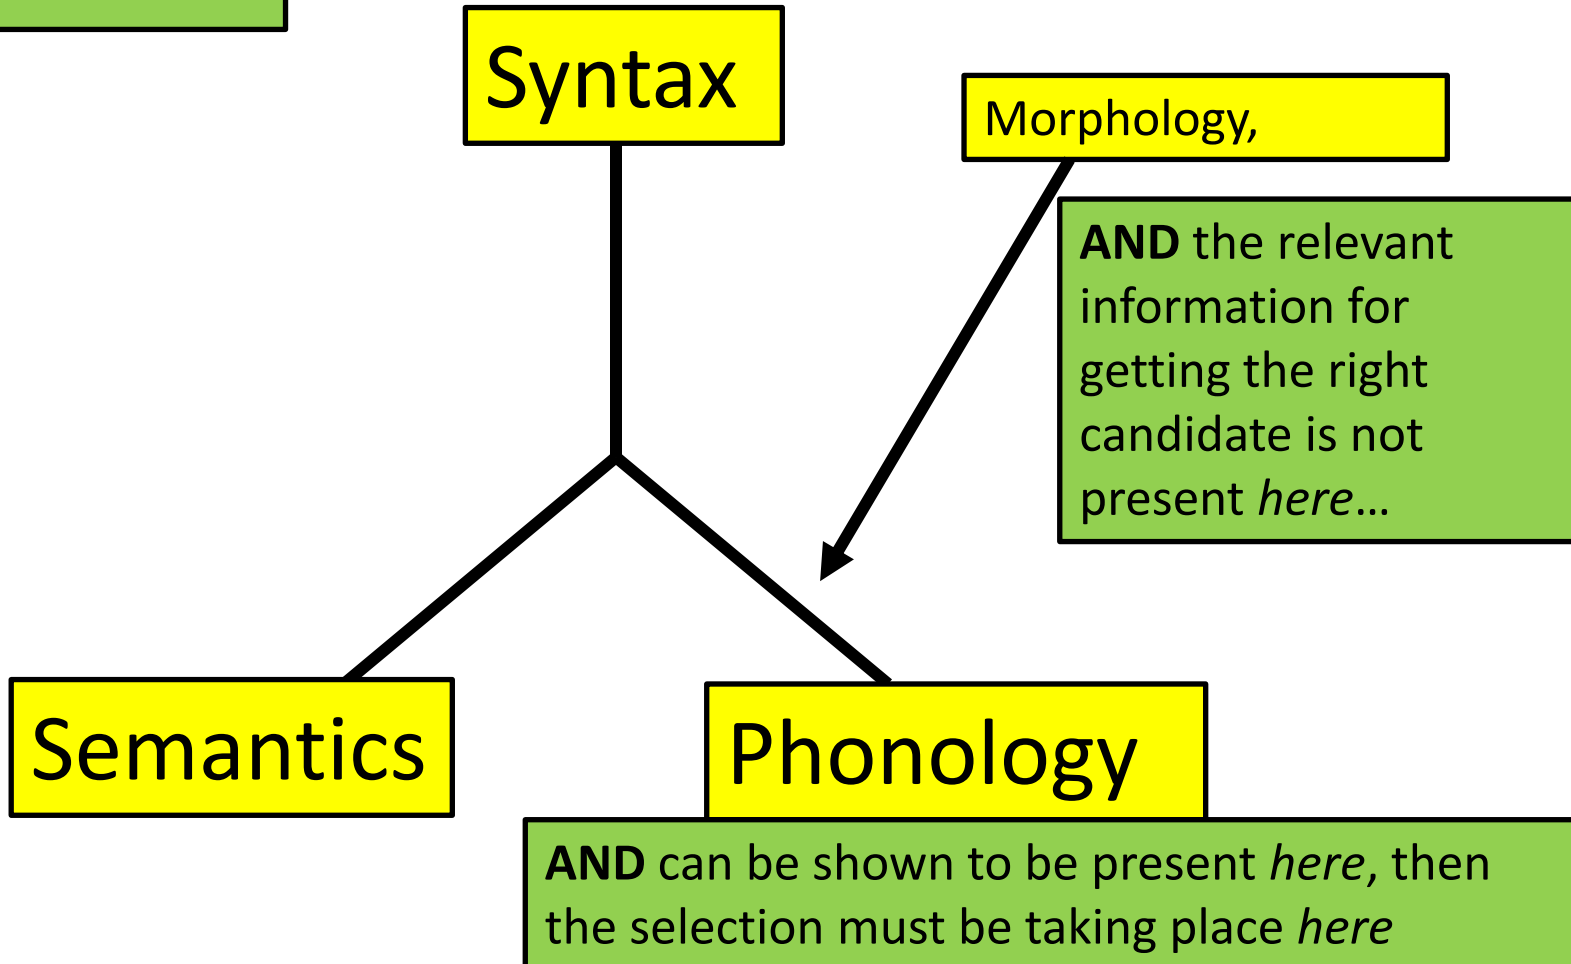 Syntax
Morphology,
AND the relevant
information for
getting the right
candidate is not
present here…
Semantics
Phonology
AND can be shown to be present here, then
the selection must be taking place here